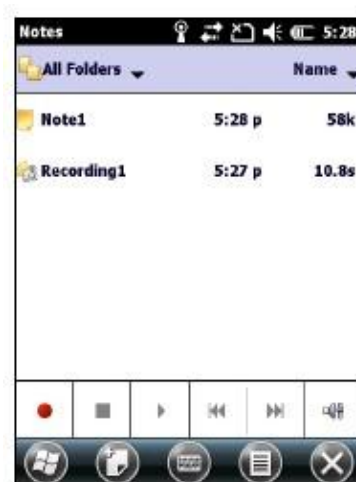 Notes 5:28
All Folders Name
Note1 5:28 p 58k
Recording1 5:27 p 10.8s